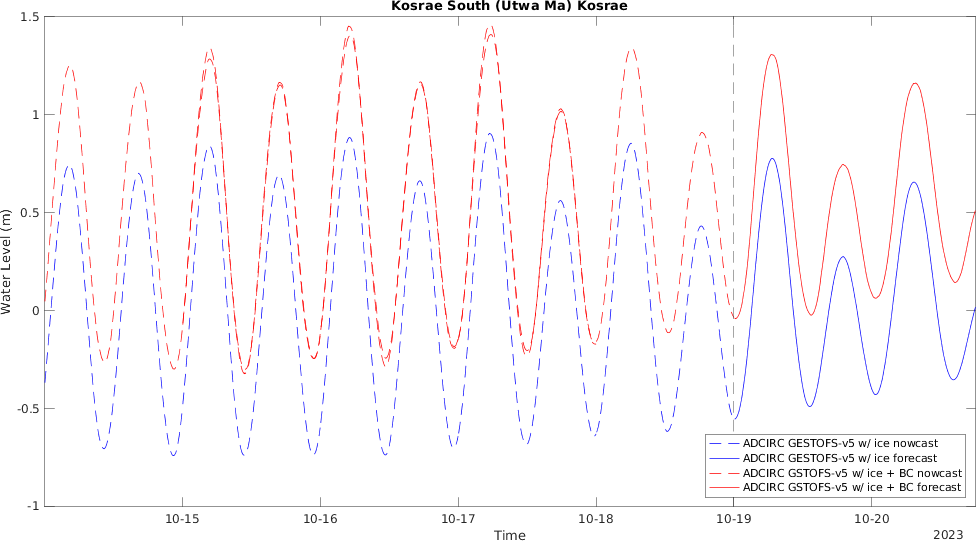 Kosrae South (Utwa Ma) Kosrae
1.5
1
0.5
0
-0.5
-1
Water Level (m)
10-15
10-16
10-17
10-18
10-19
10-20
Time
2023
ADCIRC GESTOFS-v5 w/ ice nowcast
ADCIRC GESTOFS-v5 w/ ice forecast
ADCIRC GSTOFS-v5 w/ ice + BC nowcast
ADCIRC GSTOFS-v5 w/ ice + BC forecast